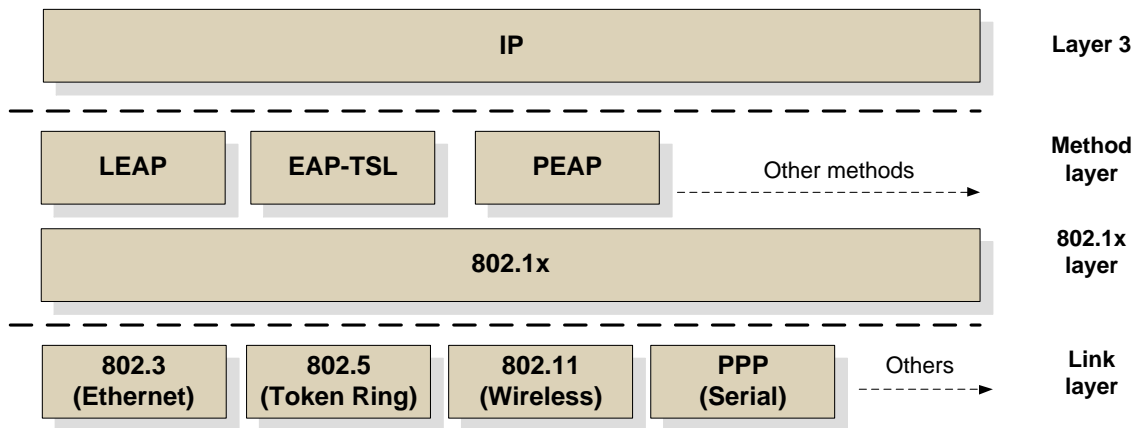 IP
Layer 3
LEAP
EAP-TSL
PEAP
Other methods
Method
layer
802.1x
802.1x
layer
802.3
(Ethernet)
802.5
(Token Ring)
802.11
(Wireless)
PPP
(Serial)
Others
Link
layer